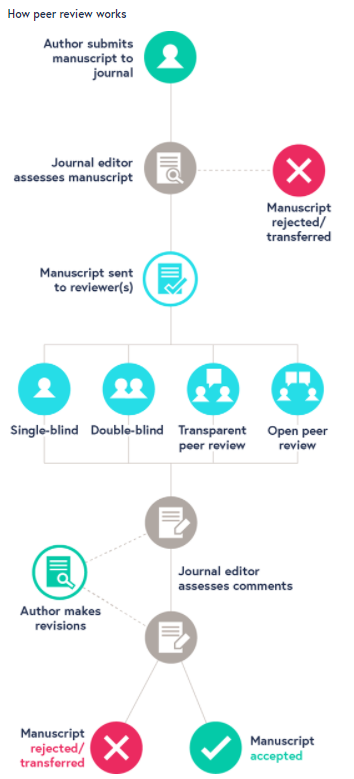 How peer review works
Author submits
manuscript to
journal
Journal editor
assesses manuscript
Manuscript
rejected/
transferred
Manuscript sent
to reviewer(s)
Single-blind
Double-blind
Transparent
peer review
Open peer
review
Journal editor
assesses comments
Author makes
revisions
Manuscript
rejected/
transferred
Manuscript
accepted